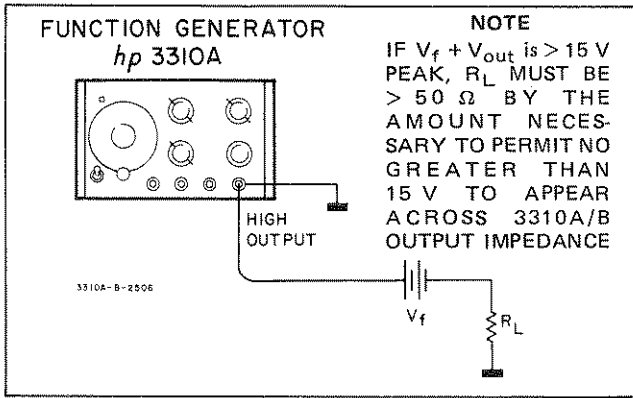 FUNCTION GENERATOR
hp 3310A
HIGH
OUTPUT
3310A-B-2506
NOTE
IF Vf + Vout is > 15 V
PEAK, RL MUST BE
> 50 Ω BY THE
AMOUNT NECES-
SARY TO PERMIT NO
GREATER THAN
15 V TO APPEAR
ACROSS 3310A/B
OUTPUT IMPEDANCE
Vf
RL